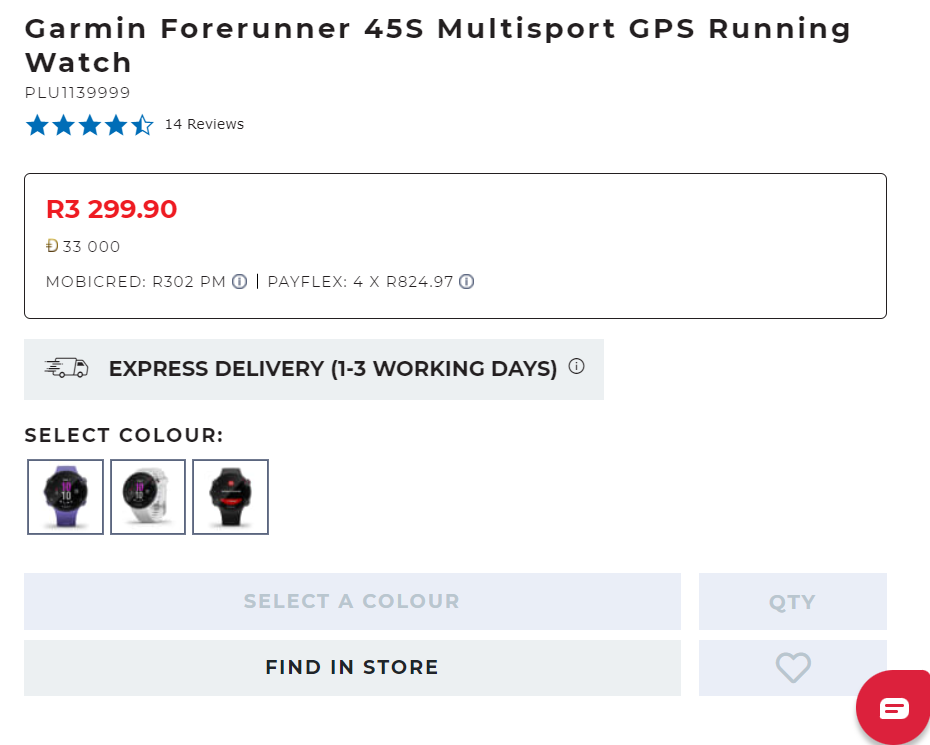 Garmin Forerunner 45S Multisport GPS Running
Watch
PLU1139999
14 Reviews
R3 299.90
33 000
MOBICRED: R302 PM | PAYFLEX: 4 X R824.97
EXPRESS DELIVERY (1-3 WORKING DAYS)
SELECT COLOUR:
SELECT A COLOUR
QTY
FIND IN STORE